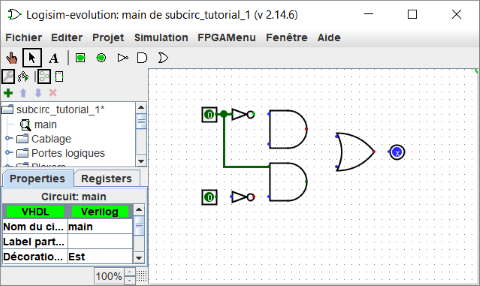 Logisim-evolution: main de subcirc_tutorial_1 (v 2.14.6)
Fichier Editer Projet Simulation FPGAMenu Fenêtre Aide
A
subcirc_tutorial_1*
main
Cablage
Portes logiques
Properties Registers
Circuit: main
VHDL Verilog
Nom du ci... main
Label part...
Décoratio... Est
100%
0
x
0